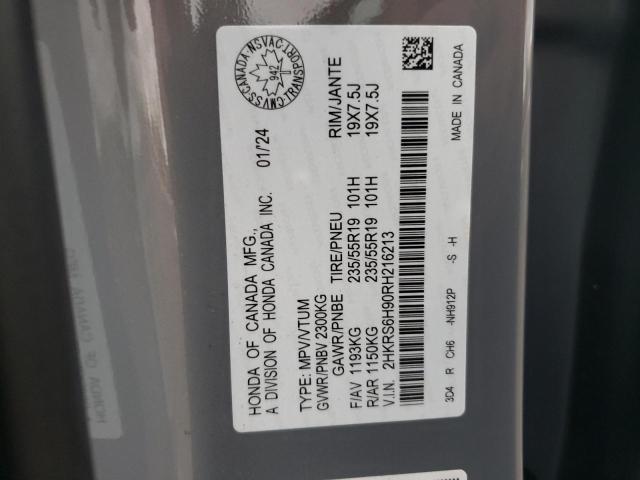 HONDA OF CANADA MFG.,
A DIVISION OF HONDA CANADA INC. 01/'24
CANADA-NSVAC-TRANSPORT-CMVSS
942
TYPE: MPV/VTUM
GVWR/PNBV 2300KG
GAWR/PNBE TIRE/PNEU RIM/JANTE
F/AV 1193KG 235/55R19 101H 19X7.5J
R/AR 1150KG 235/55R19 101H 19X7.5J
V.I.N. 2HKRS6H90RH216213
3D4 R CH6 -NH912P -S -H MADE IN CANADA